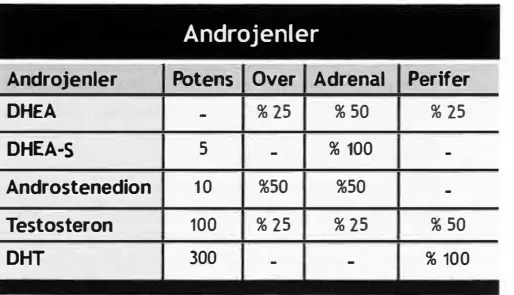 Androjenler
Androjenler Potens Over Adrenal Perifer
DHEA - % 25 % 50 % 25
DHEA-S 5 - % 100 -
Androstenedion 10 %50 %50 -
Testosteron 100 % 25 % 25 % 50
DHT 300 - - % 100